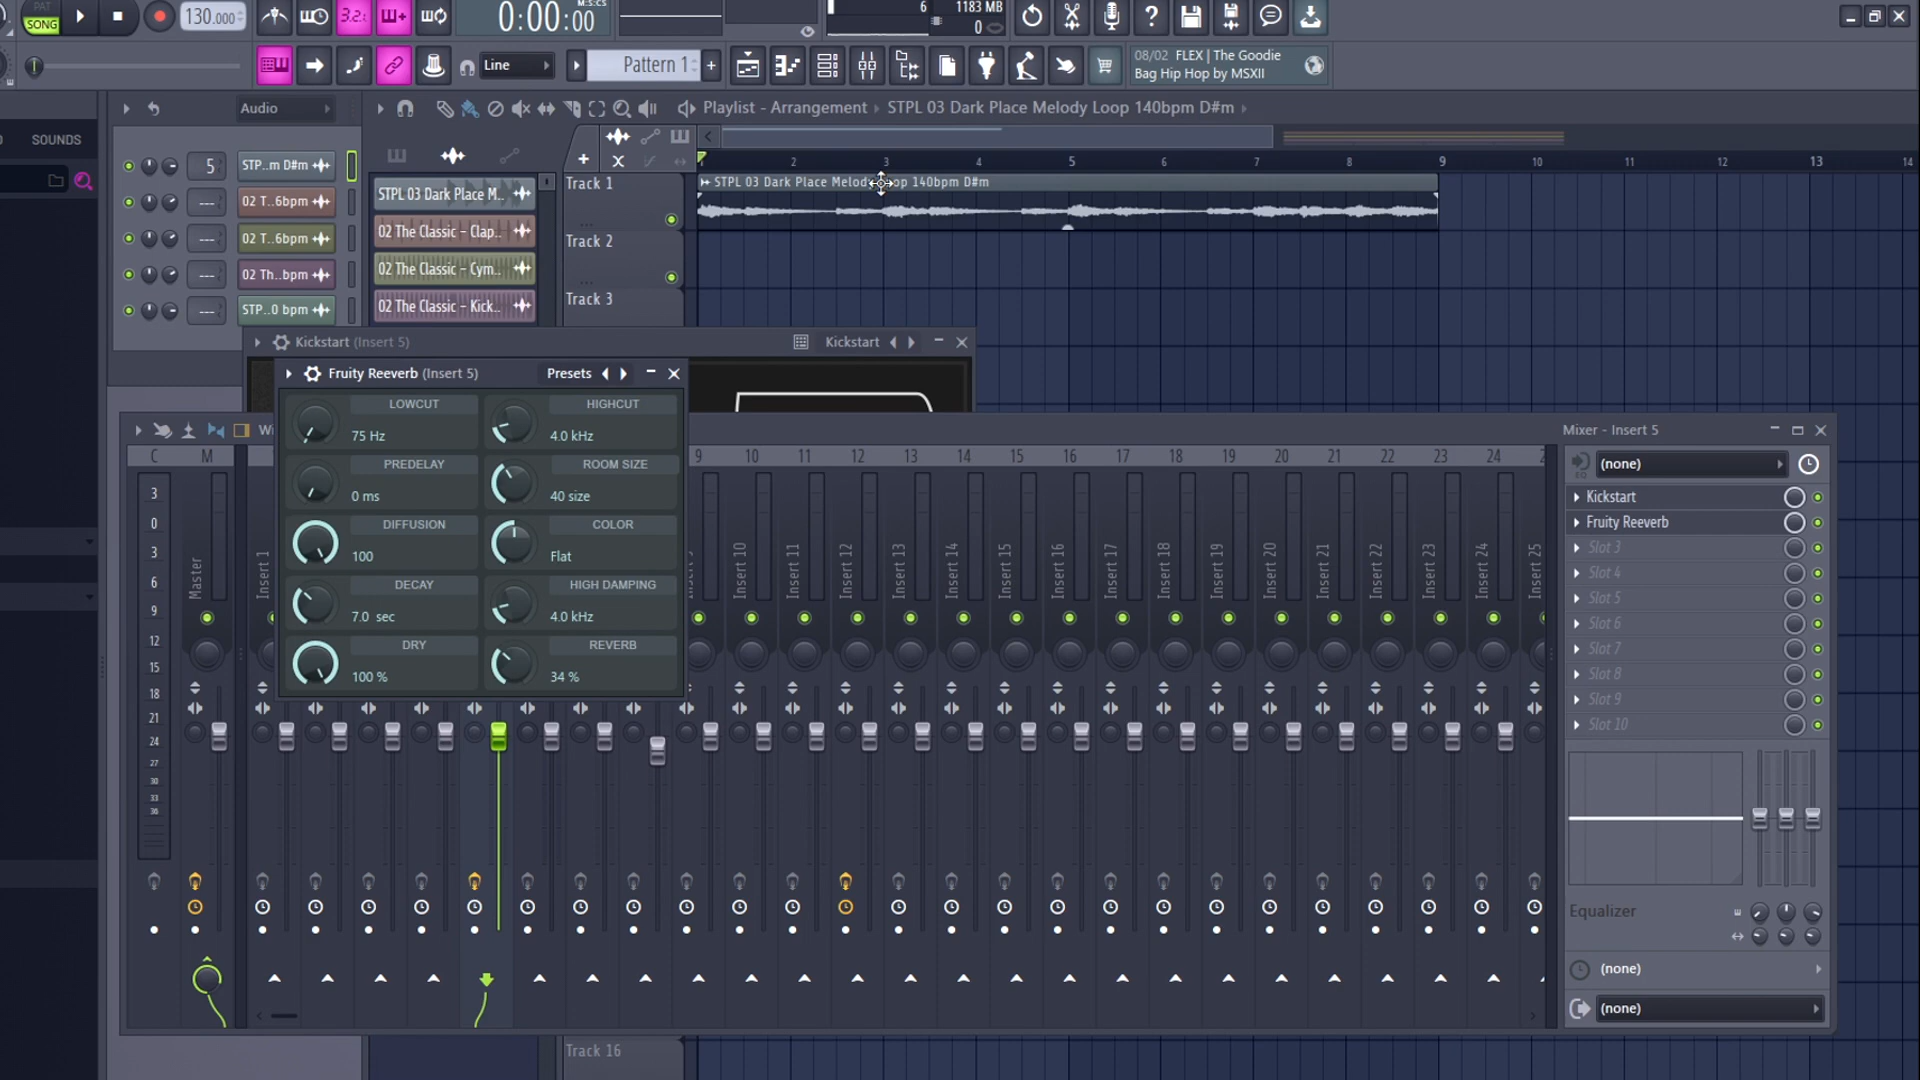 PAT
SONG
130.000
3.2:
0:00:00
M:S:CS
6
1183 MB
0
Line
Pattern 1
08/02 FLEX | The Goodie
Bag Hip Hop by MSXII
Audio
Playlist - Arrangement › STPL 03 Dark Place Melody Loop 140bpm D#m
SOUNDS
5 STP..m D#m
--- 02 T..6bpm
--- 02 T..6bpm
--- 02 Th..bpm
--- STP..0 bpm
STPL 03 Dark Place M..
02 The Classic - Clap..
02 The Classic - Cym..
02 The Classic - Kick..
2 3 4 5 6 7 8 9 10 11 12 13 14
Track 1
STPL 03 Dark Place Melody Loop 140bpm D#m
Track 2
Track 3
Kickstart (Insert 5)
Kickstart
Fruity Reeverb (Insert 5)
Presets
LOWCUT
75 Hz
HIGHCUT
4.0 kHz
PREDELAY
0 ms
ROOM SIZE
40 size
DIFFUSION
100
COLOR
Flat
DECAY
7.0 sec
HIGH DAMPING
4.0 kHz
DRY
100 %
REVERB
34 %
Wi
Mixer - Insert 5
C M 9 10 11 12 13 14 15 16 17 18 19 20 21 22 23 24
3
0
3
6
9
12
15
18
21
24
27
30
33
36
Master
Insert 1
Insert 10
Insert 11
Insert 12
Insert 13
Insert 14
Insert 15
Insert 16
Insert 17
Insert 18
Insert 19
Insert 20
Insert 21
Insert 22
Insert 23
Insert 24
Insert 25
(none)
Kickstart
Fruity Reeverb
Slot 3
Slot 4
Slot 5
Slot 6
Slot 7
Slot 8
Slot 9
Slot 10
Equalizer
(none)
(none)
Track 16